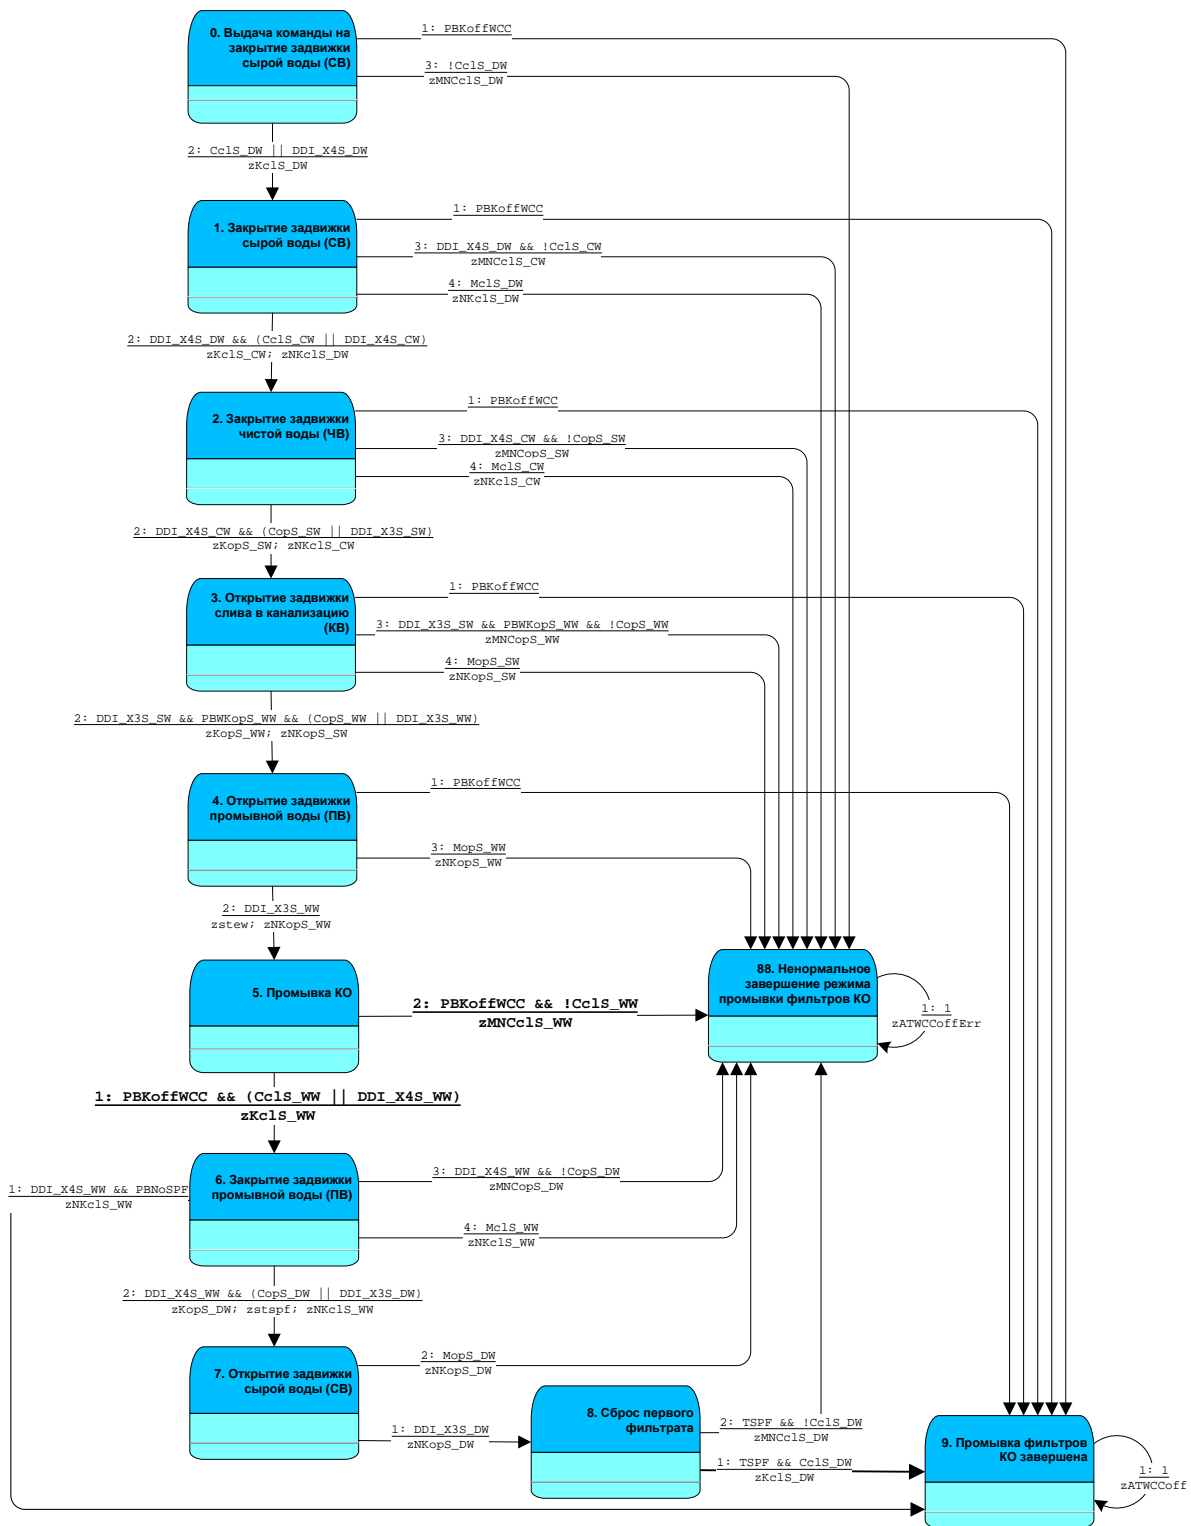 0. Выдача команды на
закрытие задвижки
сырой воды (СВ)
1: PBKoffWCC
3: !CclS_DW
zMNCclS_DW
2: CclS_DW || DDI_X4S_DW
zKclS_DW
1. Закрытие задвижки
сырой воды (СВ)
1: PBKoffWCC
3: DDI_X4S_DW && !CclS_CW
zMNCclS_CW
4: MclS_DW
zNKclS_DW
2: DDI_X4S_DW && (CclS_CW || DDI_X4S_CW)
zKclS_CW; zNKclS_DW
2. Закрытие задвижки
чистой воды (ЧВ)
1: PBKoffWCC
3: DDI_X4S_CW && !CopS_SW
zMNCopS_SW
4: MclS_CW
zNKclS_CW
2: DDI_X4S_CW && (CopS_SW || DDI_X3S_SW)
zKopS_SW; zNKclS_CW
3. Открытие задвижки
слива в канализацию
(КВ)
1: PBKoffWCC
3: DDI_X3S_SW && PBWKopS_WW && !CopS_WW
zMNCopS_WW
4: MopS_SW
zNKopS_SW
2: DDI_X3S_SW && PBWKopS_WW && (CopS_WW || DDI_X3S_WW)
zKopS_WW; zNKopS_SW
4. Открытие задвижки
промывной воды (ПВ)
1: PBKoffWCC
3: MopS_WW
zNKopS_WW
2: DDI_X3S_WW
zstew; zNKopS_WW
5. Промывка КО
2: PBKoffWCC && !CclS_WW
zMNCclS_WW
88. Ненормальное
завершение режима
промывки фильтров КО
1: 1
zATWCCoffErr
1: PBKoffWCC && (CclS_WW || DDI_X4S_WW)
zKclS_WW
6. Закрытие задвижки
промывной воды (ПВ)
1: DDI_X4S_WW && PBNoSPF
zNKclS_WW
3: DDI_X4S_WW && !CopS_DW
zMNCopS_DW
4: MclS_WW
zNKclS_WW
2: DDI_X4S_WW && (CopS_DW || DDI_X3S_DW)
zKopS_DW; zstspf; zNKclS_WW
7. Открытие задвижки
сырой воды (СВ)
2: MopS_DW
zNKopS_DW
1: DDI_X3S_DW
zNKopS_DW
8. Сброс первого
фильтрата
2: TSPF && !CclS_DW
zMNCclS_DW
1: TSPF && CclS_DW
zKclS_DW
9. Промывка фильтров
КО завершена
1: 1
zATWCCoff